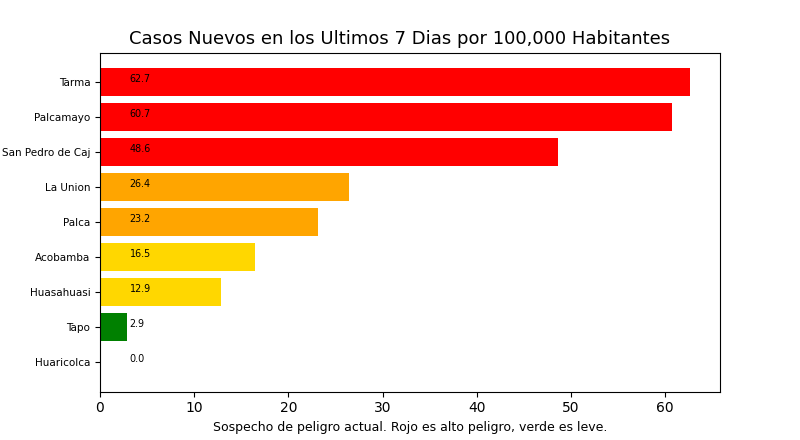 Casos Nuevos en los Ultimos 7 Dias por 100,000 Habitantes
Tarma 62.7
Palcamayo 60.7
San Pedro de Caj 48.6
La Union 26.4
Palca 23.2
Acobamba 16.5
Huasahuasi 12.9
Tapo 2.9
Huaricolca 0.0
0 10 20 30 40 50 60
Sospecho de peligro actual. Rojo es alto peligro, verde es leve.